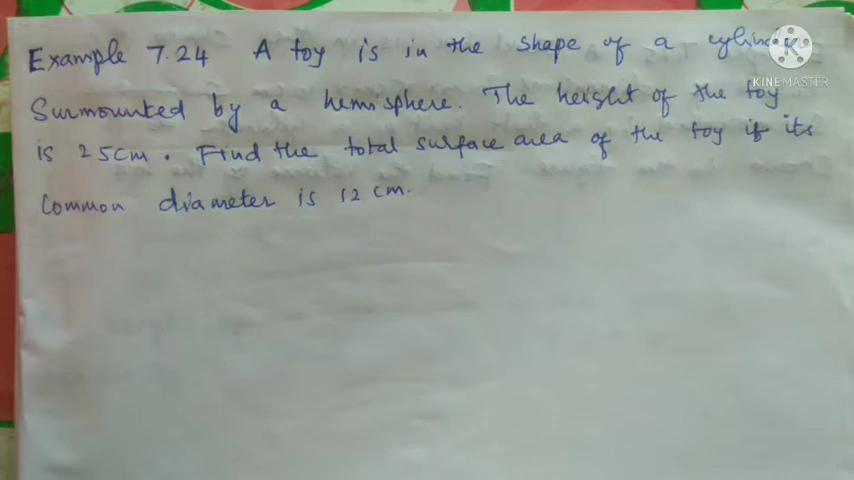 Example 7.24 A toy is in the shape of a cylinder
KINEMASTER
Surmounted by a hemisphere. The height of the toy
is 25cm. Find the total surface area of the toy if its
Common diameter is 12 cm.